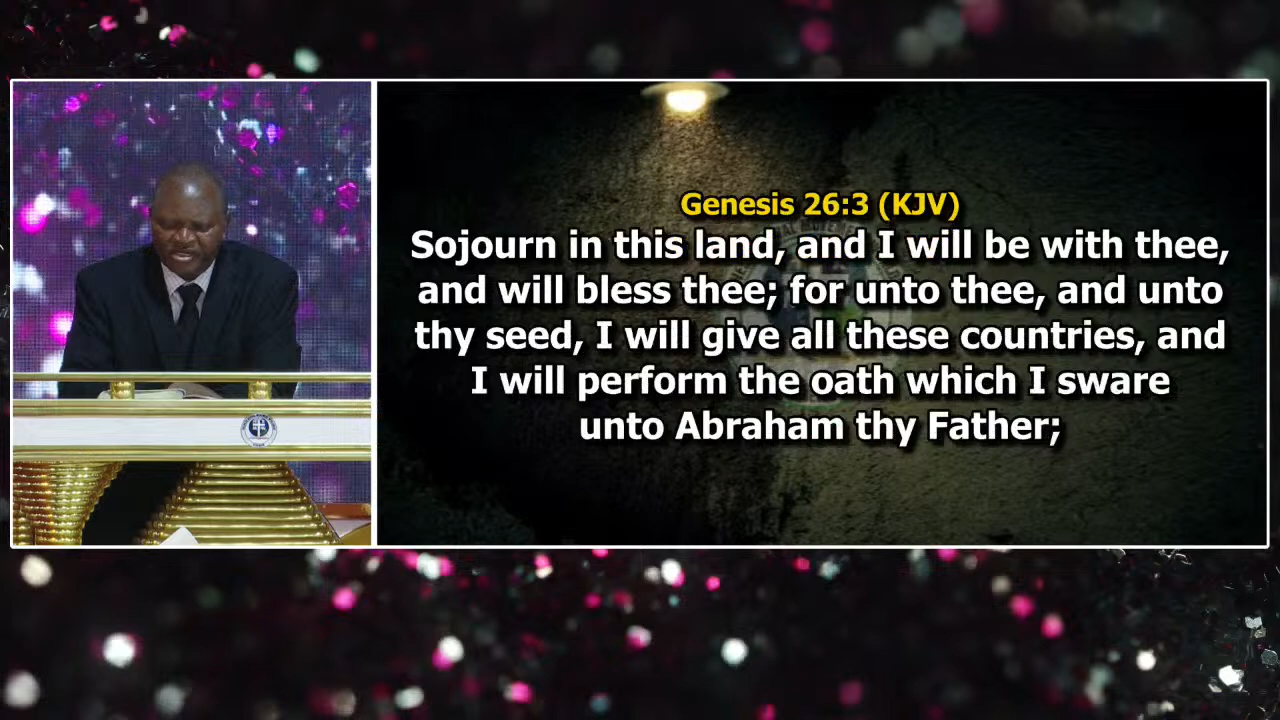 Genesis 26:3 (KJV)
Sojourn in this land, and I will be with thee,
and will bless thee; for unto thee, and unto
thy seed, I will give all these countries, and
I will perform the oath which I sware
unto Abraham thy Father;